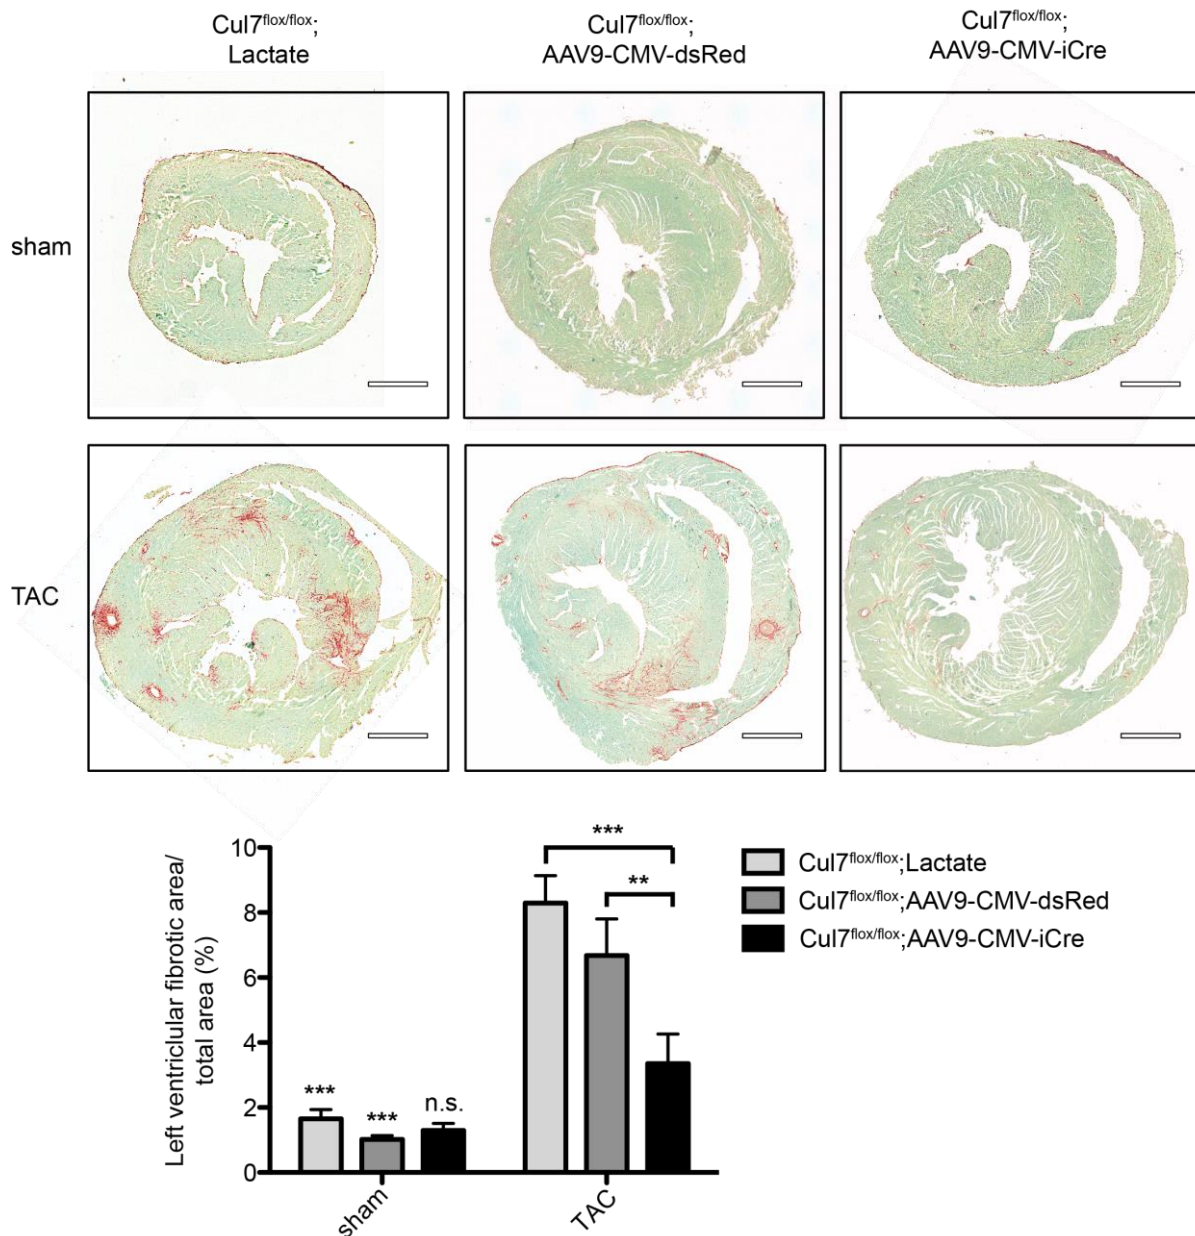 Cul7flox/flox;
Lactate
Cul7flox/flox;
AAV9-CMV-dsRed
Cul7flox/flox;
AAV9-CMV-iCre
sham
TAC
Left ventriclular fibrotic area/
total area (%)
10
8
6
4
2
0
***
***
n.s.
***
**
sham
TAC
Cul7flox/flox;Lactate
Cul7flox/flox;AAV9-CMV-dsRed
Cul7flox/flox;AAV9-CMV-iCre